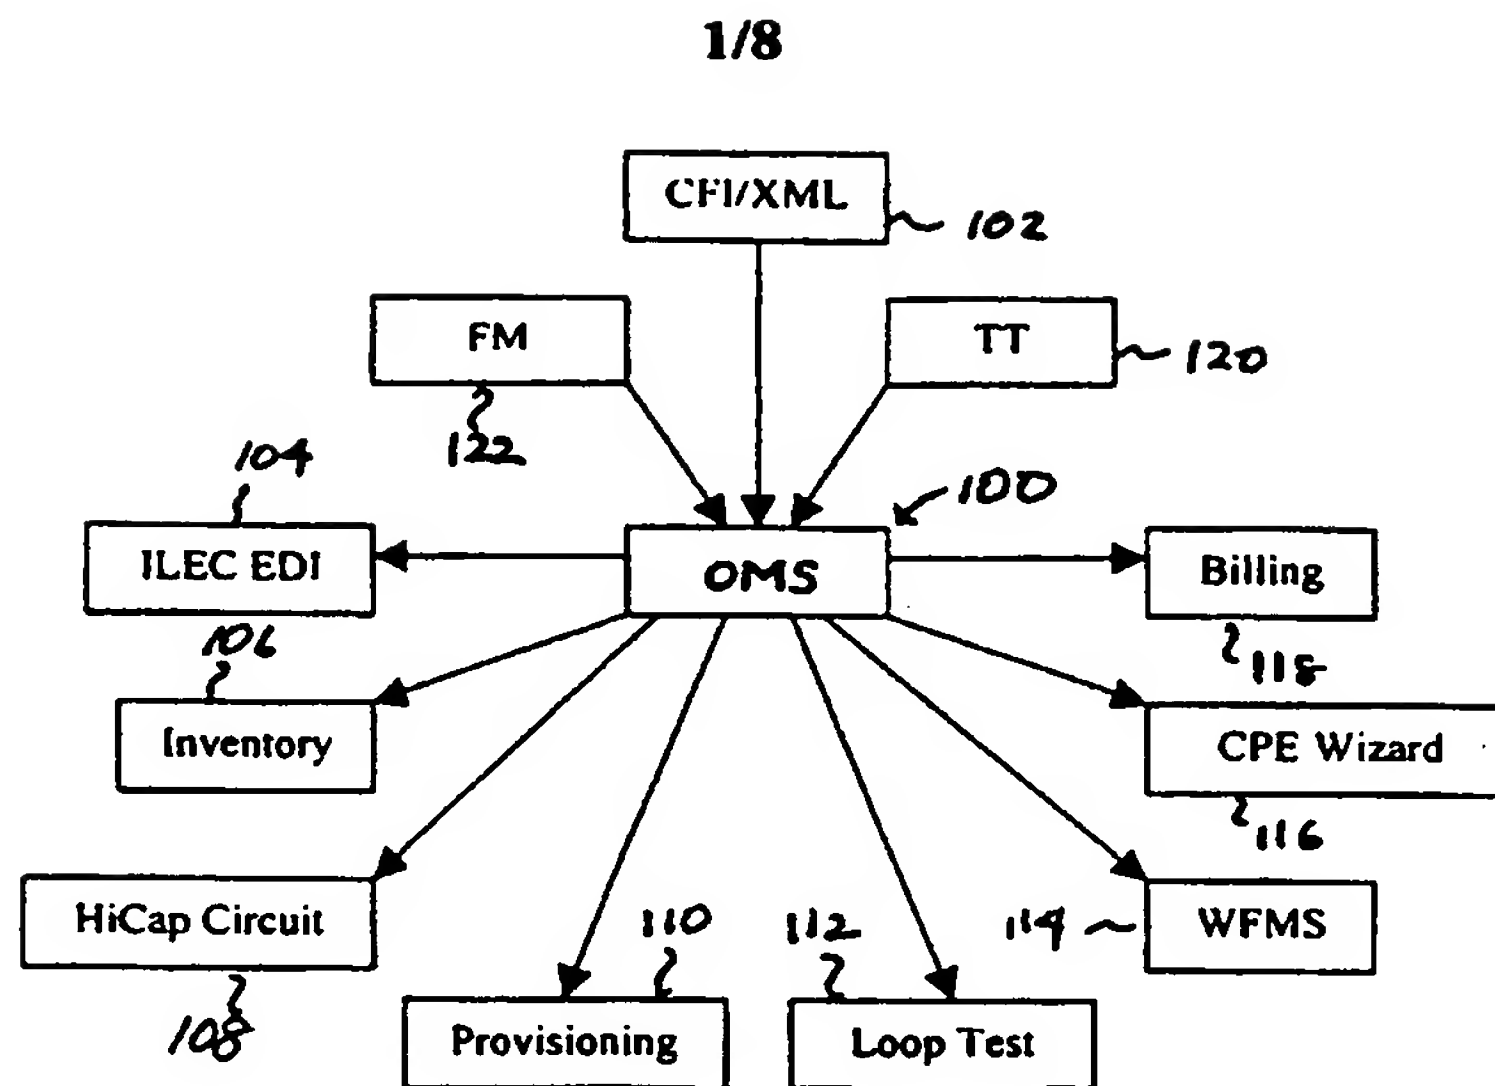 1/8
CFI/XML
102
FM
TT
120
122
104
100
ILEC EDI
OMS
Billing
106
118
Inventory
CPE Wizard
116
HiCap Circuit
110
112
114
WFMS
108
Provisioning
Loop Test